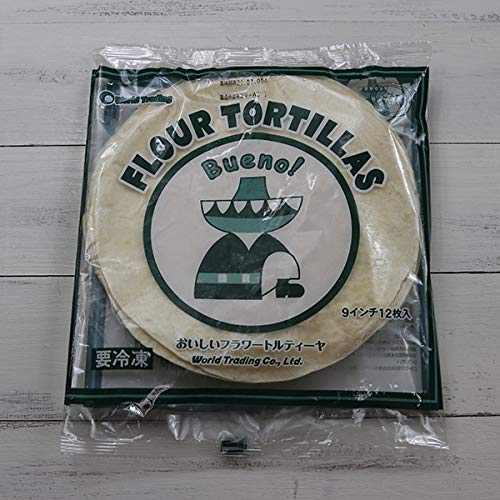 World Trading
FLOUR TORTILLAS
Bueno!
9インチ12枚入
おいしいフラワートルティーヤ
World Trading Co., Ltd.
要冷凍